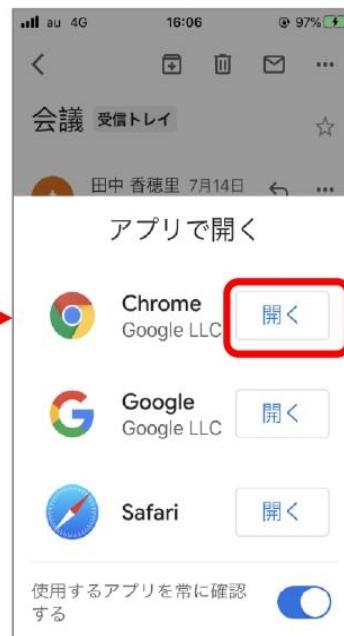 au 4G 16:06 97%
会議 受信トレイ
田中 香穂里 7月14日
アプリで開く
Chrome
Google LLC
開く
Google
Google LLC
開く
Safari
開く
使用するアプリを常に確認
する